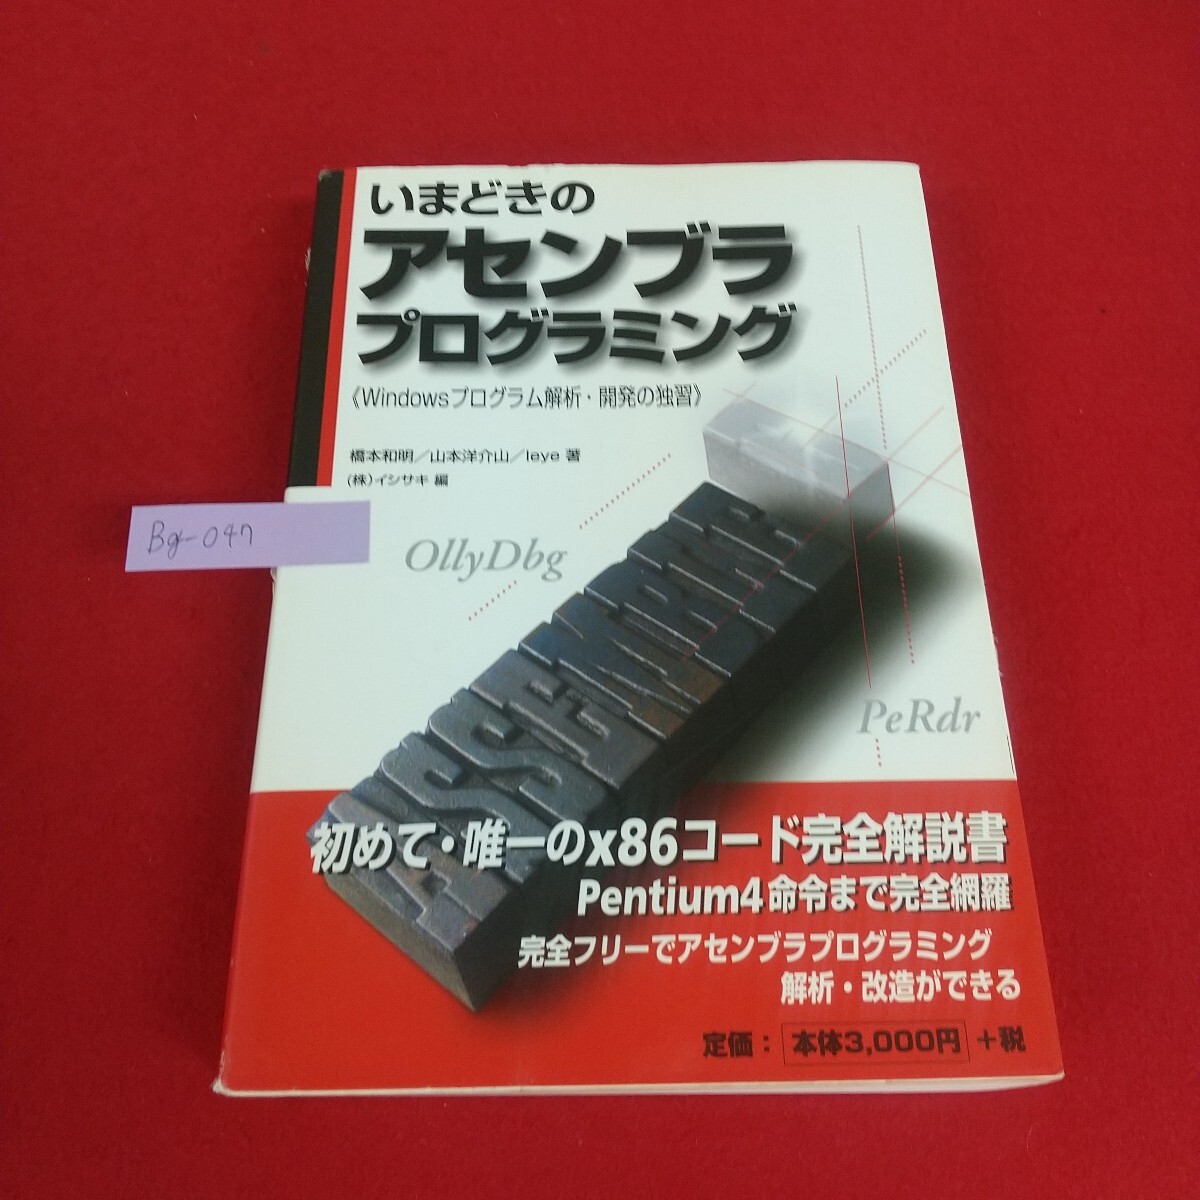 いまどきの
アセンブラ
プログラミング
《Windowsプログラム解析・開発の独習》
橋本和明／山本洋介山／leye 著
(株)イシサキ 編
Bg-047
OllyDbg
ASSEMBLER
PeRdr
初めて・唯一のx86コード完全解説書
Pentium4命令まで完全網羅
完全フリーでアセンブラプログラミング
解析・改造ができる
定価： 本体3,000円 +税